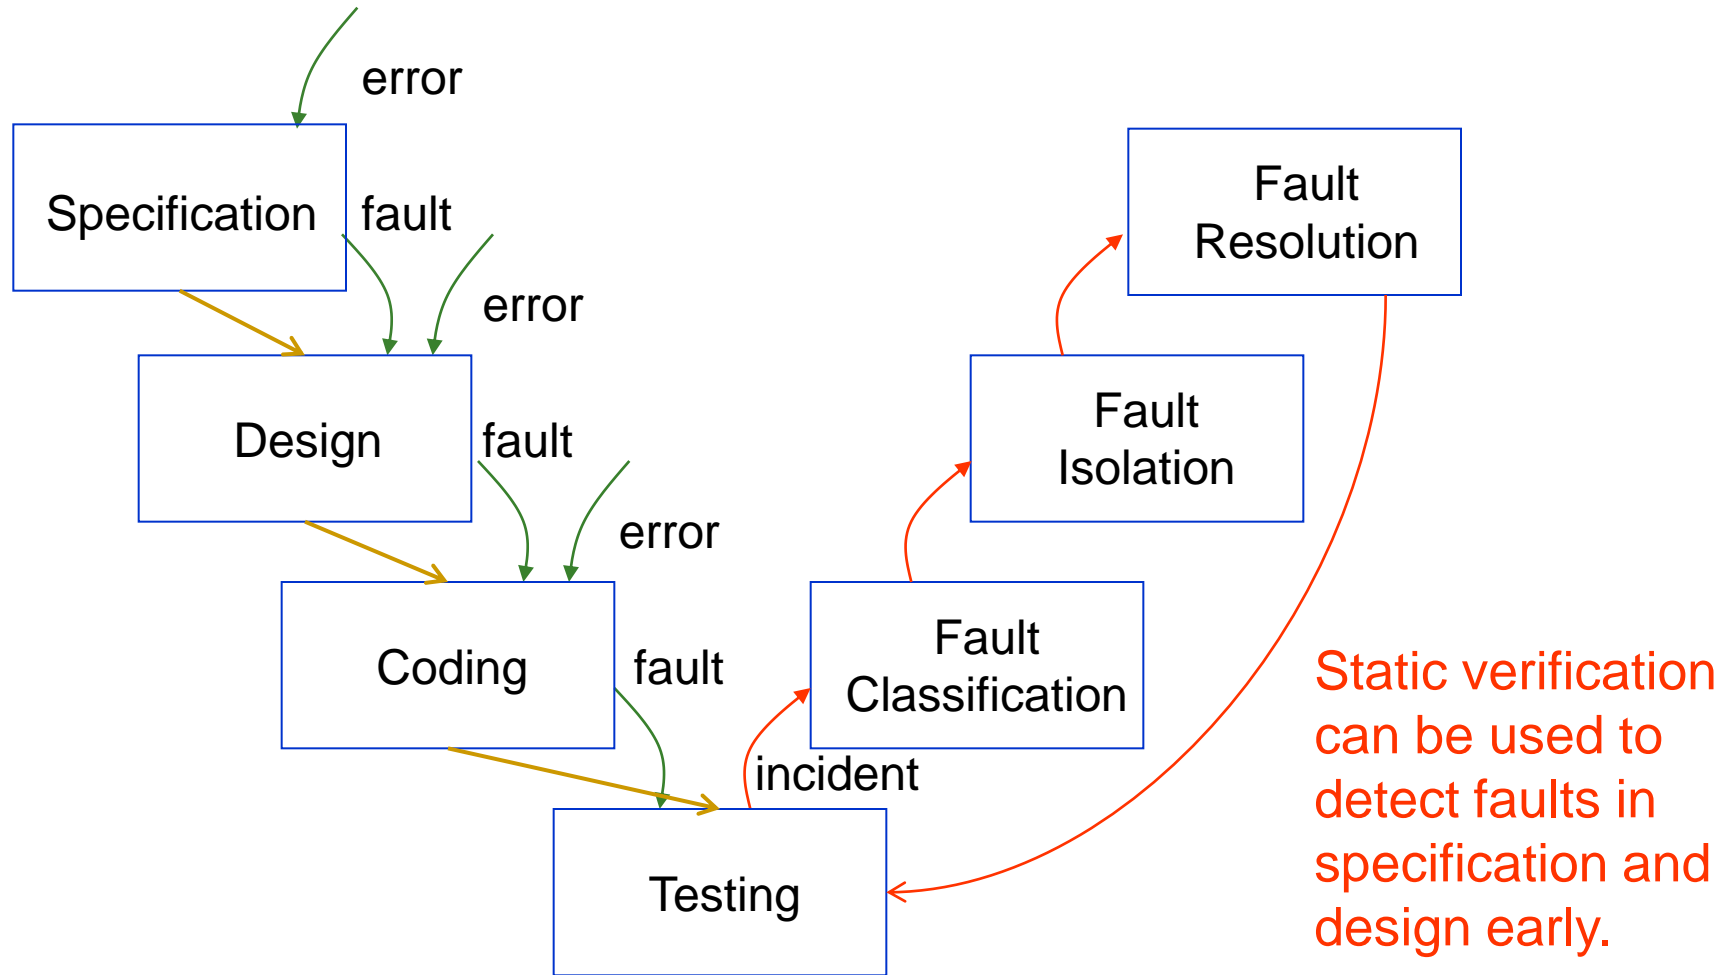 error
Specification
fault
error
Design
fault
error
Coding
fault
incident
Testing
Fault
Classification
Fault
Isolation
Fault
Resolution
Static verification
can be used to
detect faults in
specification and
design early.